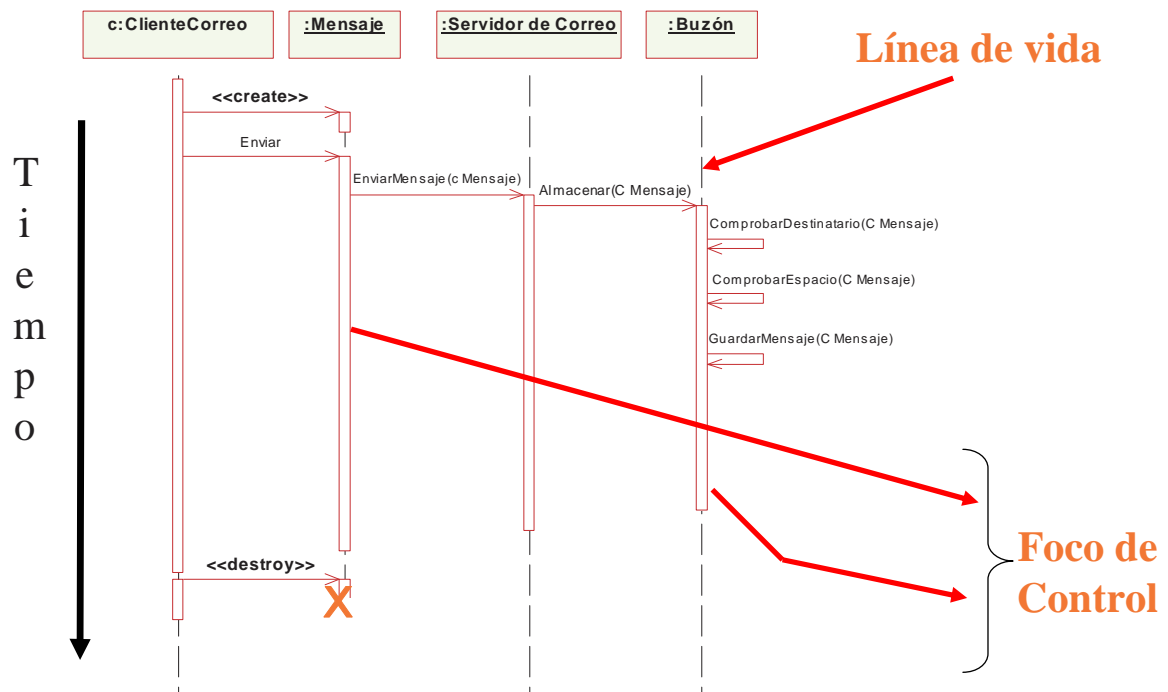 c:ClienteCorreo
:Mensaje
:Servidor de Correo
:Buzón
Línea de vida
<<create>>
Enviar
EnviarMensaje(c Mensaje)
Almacenar(C Mensaje)
ComprobarDestinatario(C Mensaje)
ComprobarEspacio(C Mensaje)
GuardarMensaje(C Mensaje)
Tiempo
<<destroy>>
X
Foco de
Control